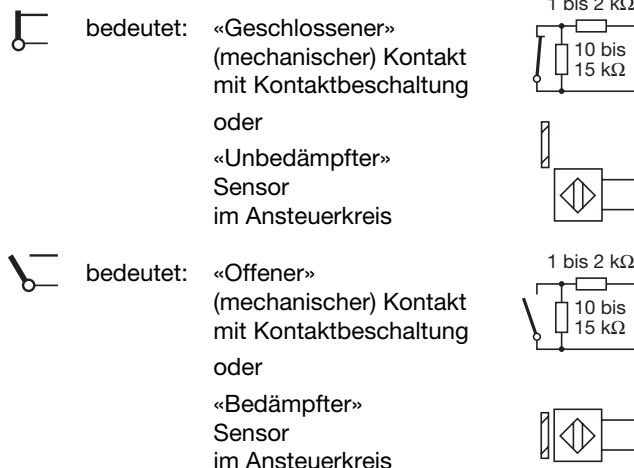 1 bis 2 kΩ
bedeutet: «Geschlossener»
(mechanischer) Kontakt
mit Kontaktbeschaltung
10 bis
15 kΩ
oder
«Unbedämpfter»
Sensor
im Ansteuerkreis
bedeutet: «Offener»
(mechanischer) Kontakt
mit Kontaktbeschaltung
1 bis 2 kΩ
10 bis
15 kΩ
oder
«Bedämpfter»
Sensor
im Ansteuerkreis